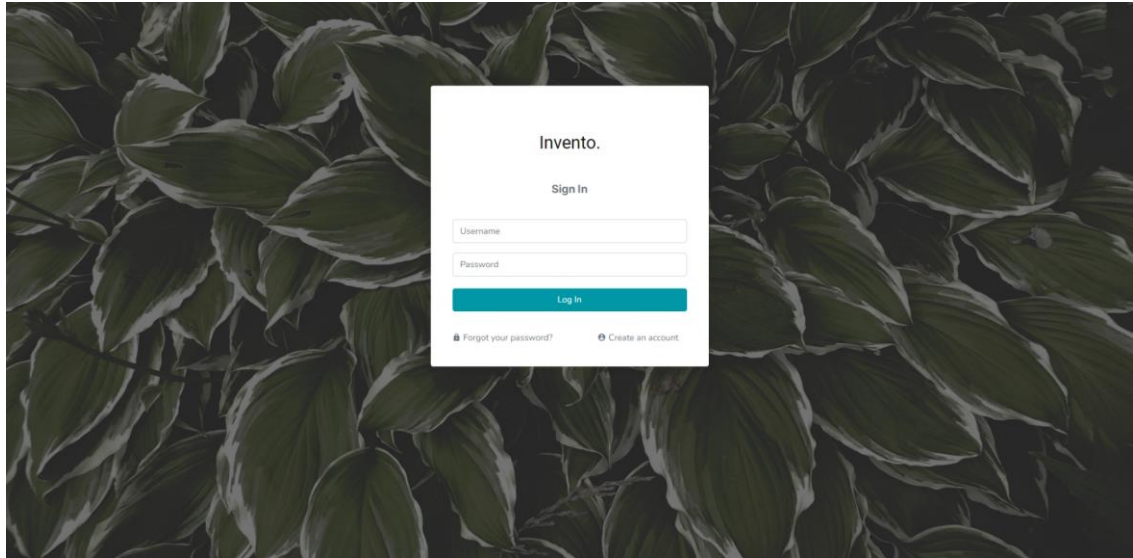 Invento.
Sign In
Username
Password
Log In
Forgot your password? Create an account